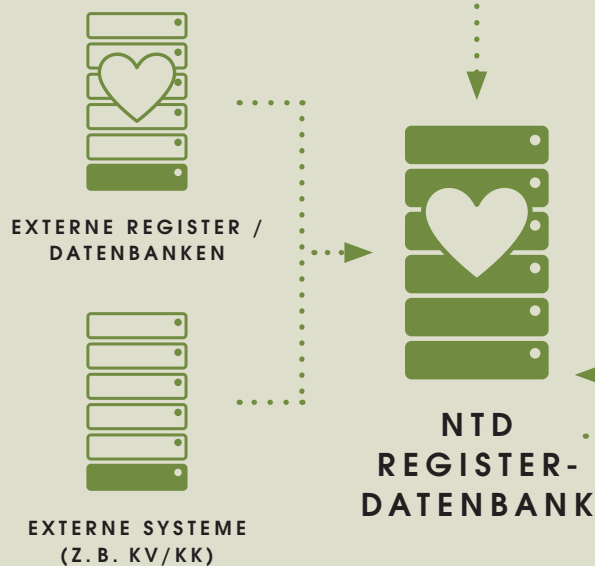 EXTERNE REGISTER /
DATENBANKEN
NTD
REGISTER-
DATENBANK
EXTERNE SYSTEME
(Z. B. KV/KK)